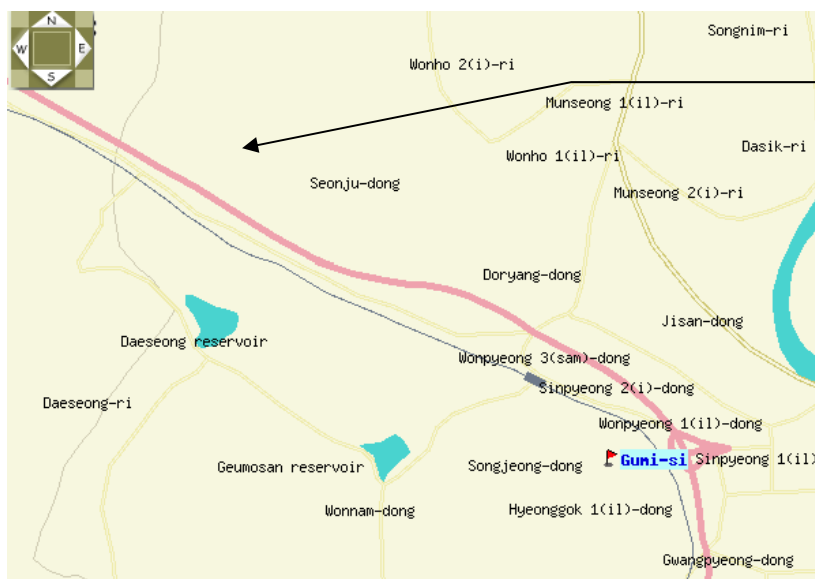 N
W E
S
Songnim-ri
Wonho 2(i)-ri
Munseong 1(il)-ri
Dasik-ri
Wonho 1(il)-ri
Seonju-dong
Munseong 2(i)-ri
Doryang-dong
Jisan-dong
Daeseong reservoir
Wonpyeong 3(sam)-dong
Sinpyeong 2(i)-dong
Daeseong-ri
Wonpyeong 1(il)-dong
Geumosan reservoir
Songjeong-dong
Gumi-si
Sinpyeong 1(il)
Wonnam-dong
Hyeonggok 1(il)-dong
Gwangpyeong-dong